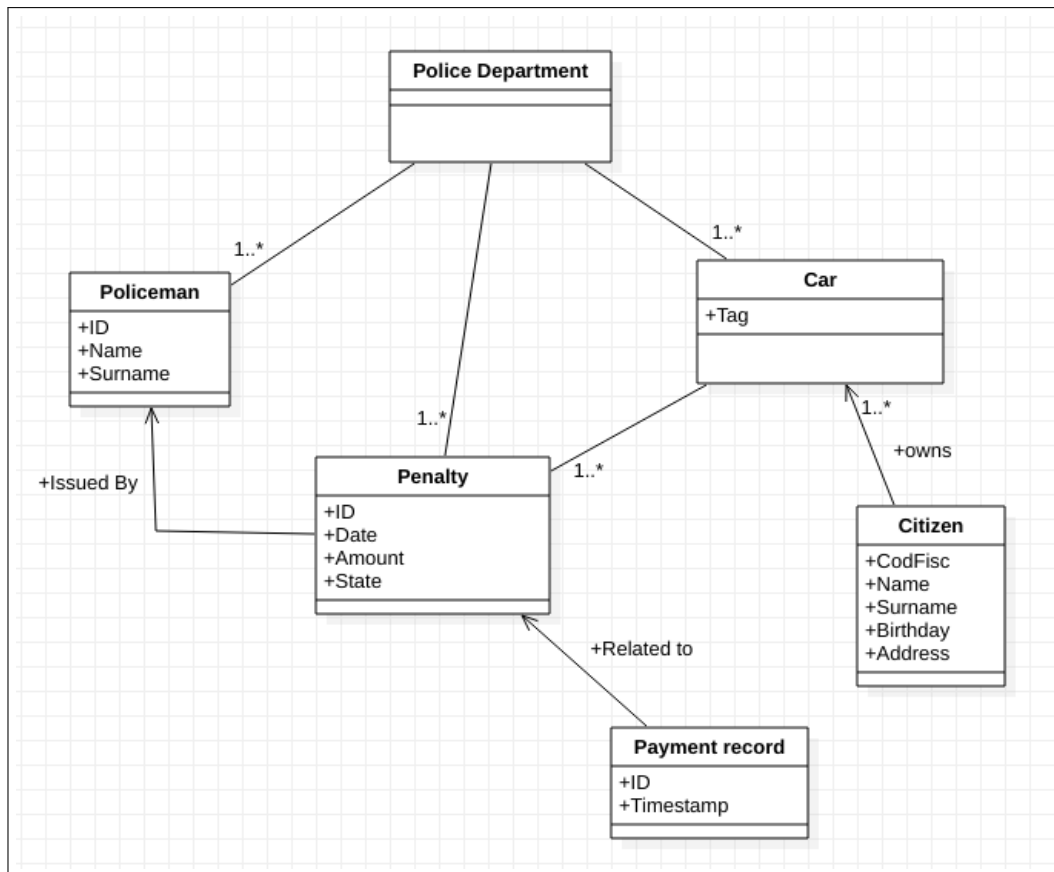 Police Department
1..*
1..*
Policeman
+ID
+Name
+Surname
Car
+Tag
1..*
1..*
+owns
+Issued By
1..*
Penalty
+ID
+Date
+Amount
+State
Citizen
+CodFisc
+Name
+Surname
+Birthday
+Address
+Related to
Payment record
+ID
+Timestamp